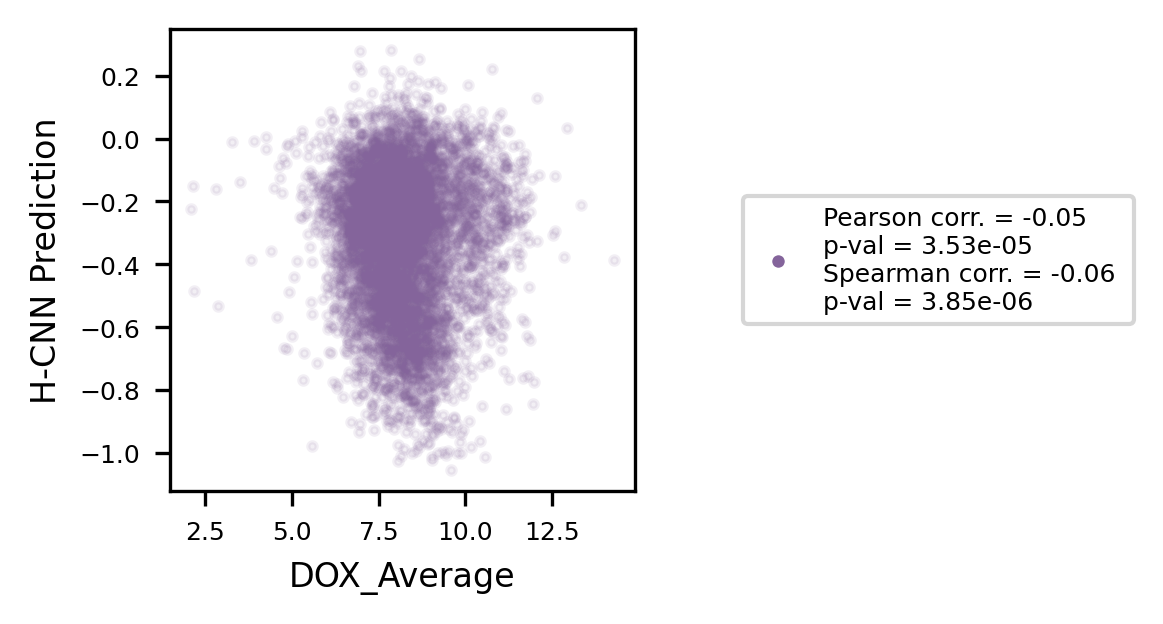 H-CNN Prediction
0.2
0.0
−0.2
−0.4
−0.6
−0.8
−1.0
2.5 5.0 7.5 10.0 12.5
DOX_Average
Pearson corr. = -0.05
p-val = 3.53e-05
Spearman corr. = -0.06
p-val = 3.85e-06